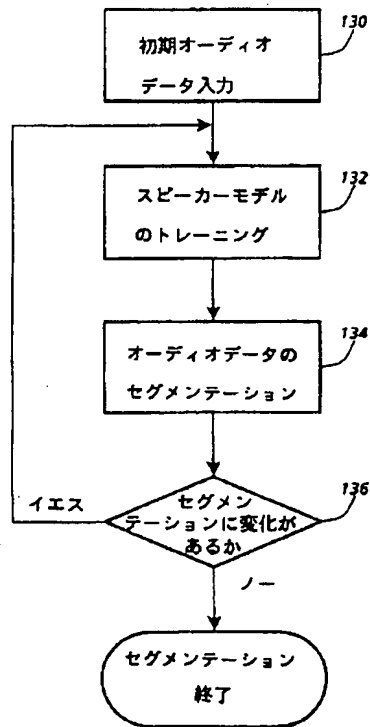 初期オーディオ
データ入力
130
スピーカーモデル
のトレーニング
132
オーディオデータの
セグメンテーション
134
セグメン
テーションに変化が
あるか
136
イエス
ノー
セグメンテーション
終了